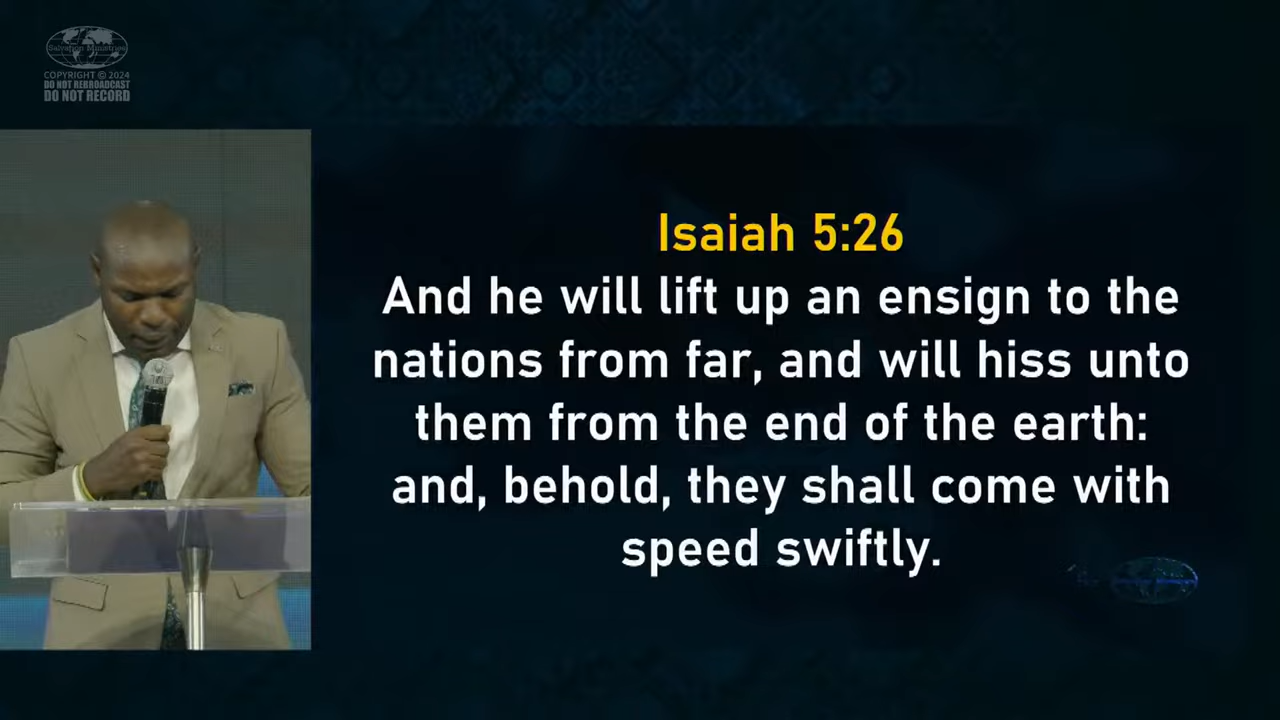 Salvation Ministries
COPYRIGHT © 2024
DO NOT REBROADCAST
DO NOT RECORD
Isaiah 5:26
And he will lift up an ensign to the
nations from far, and will hiss unto
them from the end of the earth:
and, behold, they shall come with
speed swiftly.